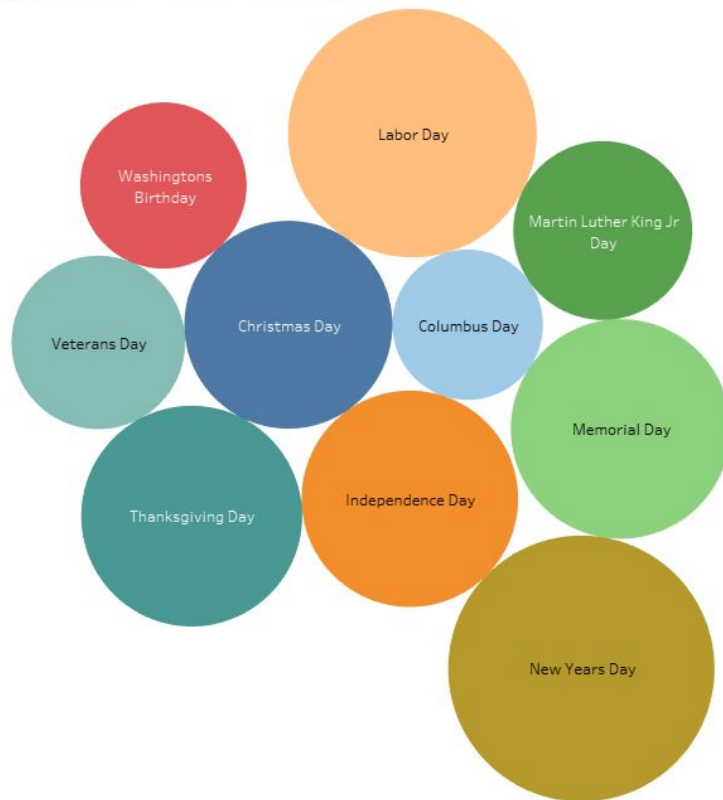 Labor Day
Washingtons
Birthday
Martin Luther King Jr
Day
Veterans Day
Christmas Day
Columbus Day
Memorial Day
Thanksgiving Day
Independence Day
New Years Day